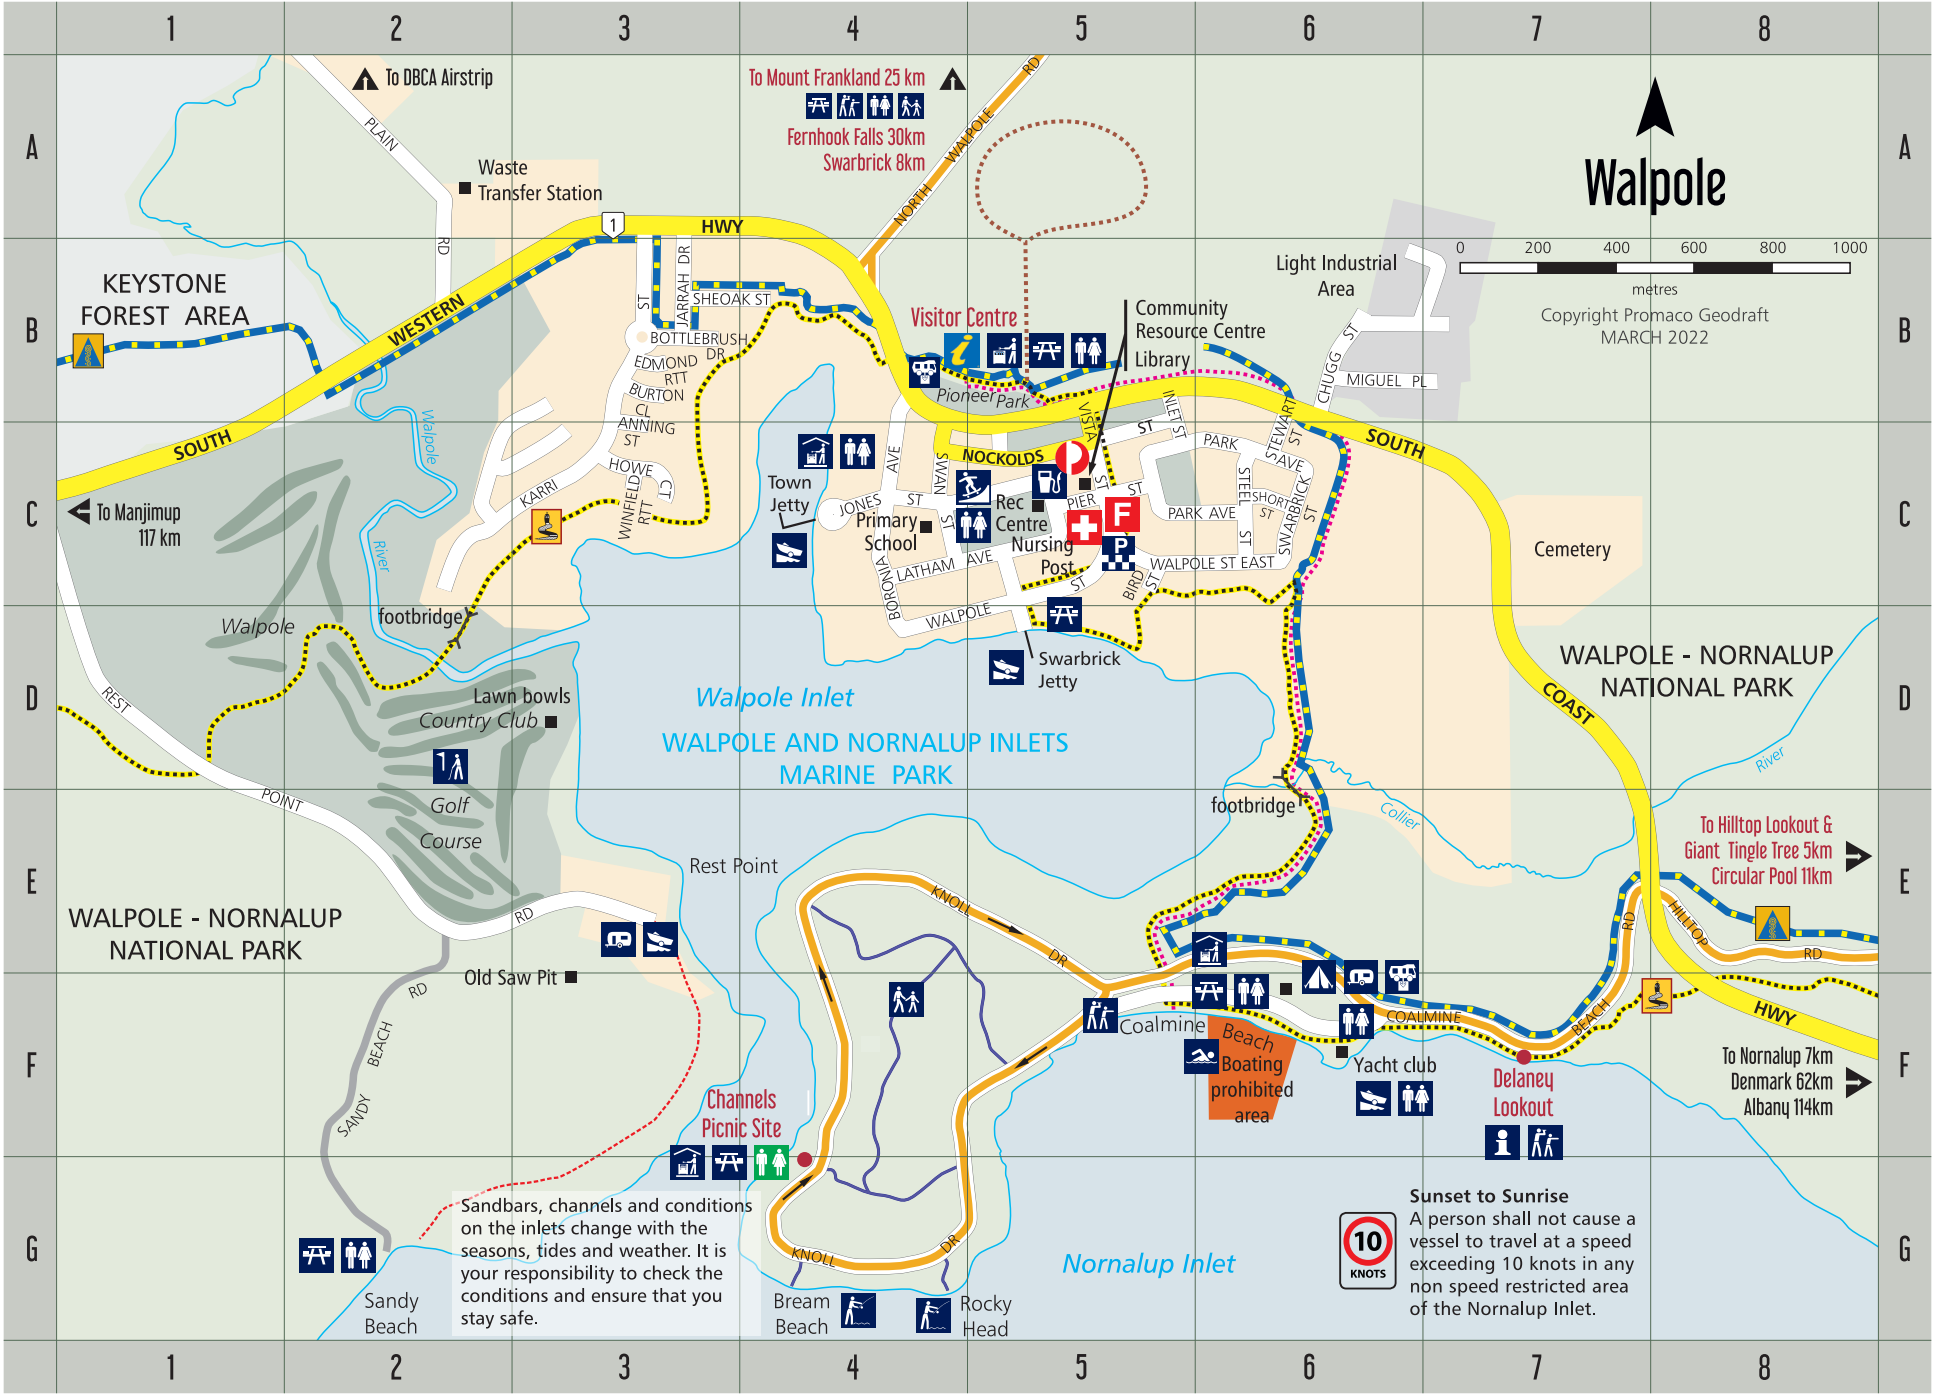 1 2 3 4 5 6 7 8
A
B
C
D
E
F
G
A
B
C
D
E
F
G
1 2 3 4 5 6 7 8
Walpole
0 200 400 600 800 1000
metres
Copyright Promaco Geodraft
MARCH 2022
To DBCA Airstrip
To Mount Frankland 25 km
Fernhook Falls 30km
Swarbrick 8km
PLAIN
RD
Waste
Transfer Station
1
HWY
NORTH
WALPOLE
RD
KEYSTONE
FOREST AREA
WESTERN
SOUTH
ST
JARRAH DR
SHEOAK ST
BOTTLEBRUSH
DR
EDMOND
RTT
BURTON
CL
ANNING
ST
HOWE
CT
WINFIELD
RTT
KARRI
Visitor Centre
i
Pioneer Park
Community
Resource Centre
Library
Light Industrial
Area
CHUGG ST
MIGUEL PL
To Manjimup
117 km
Walpole
River
Town
Jetty
JONES
ST
AVE
SWAN
ST
NOCKOLDS
ST
VISTA
ST
INLET ST
PARK
AVE
STEWART
ST
SOUTH
Primary
School
Rec
Centre
PIER
ST
STEEL
ST
SHORT
ST
SWARBRICK
ST
PARK AVE
F
P
Nursing
Post
BORONIA
LATHAM AVE
WALPOLE
ST
BIRD
ST
WALPOLE ST EAST
Cemetery
footbridge
Walpole
REST
Lawn bowls
Country Club
1
Golf
Course
POINT
RD
Swarbrick
Jetty
Walpole Inlet
WALPOLE AND NORNALUP INLETS
MARINE PARK
WALPOLE - NORNALUP
NATIONAL PARK
COAST
River
Collier
footbridge
To Hilltop Lookout &
Giant Tingle Tree 5km
Circular Pool 11km
Rest Point
WALPOLE - NORNALUP
NATIONAL PARK
KNOLL
DR
HILLTOP
RD
RD
BEACH
HWY
Old Saw Pit
RD
BEACH
SANDY
Coalmine
Beach
COALMINE
Boating
prohibited
area
Yacht club
Delaney
Lookout
i
To Nornalup 7km
Denmark 62km
Albany 114km
Channels
Picnic Site
Sandbars, channels and conditions
on the inlets change with the
seasons, tides and weather. It is
your responsibility to check the
conditions and ensure that you
stay safe.
KNOLL
DR
Nornalup Inlet
10
KNOTS
Sunset to Sunrise
A person shall not cause a
vessel to travel at a speed
exceeding 10 knots in any
non speed restricted area
of the Nornalup Inlet.
Sandy
Beach
Bream
Beach
Rocky
Head